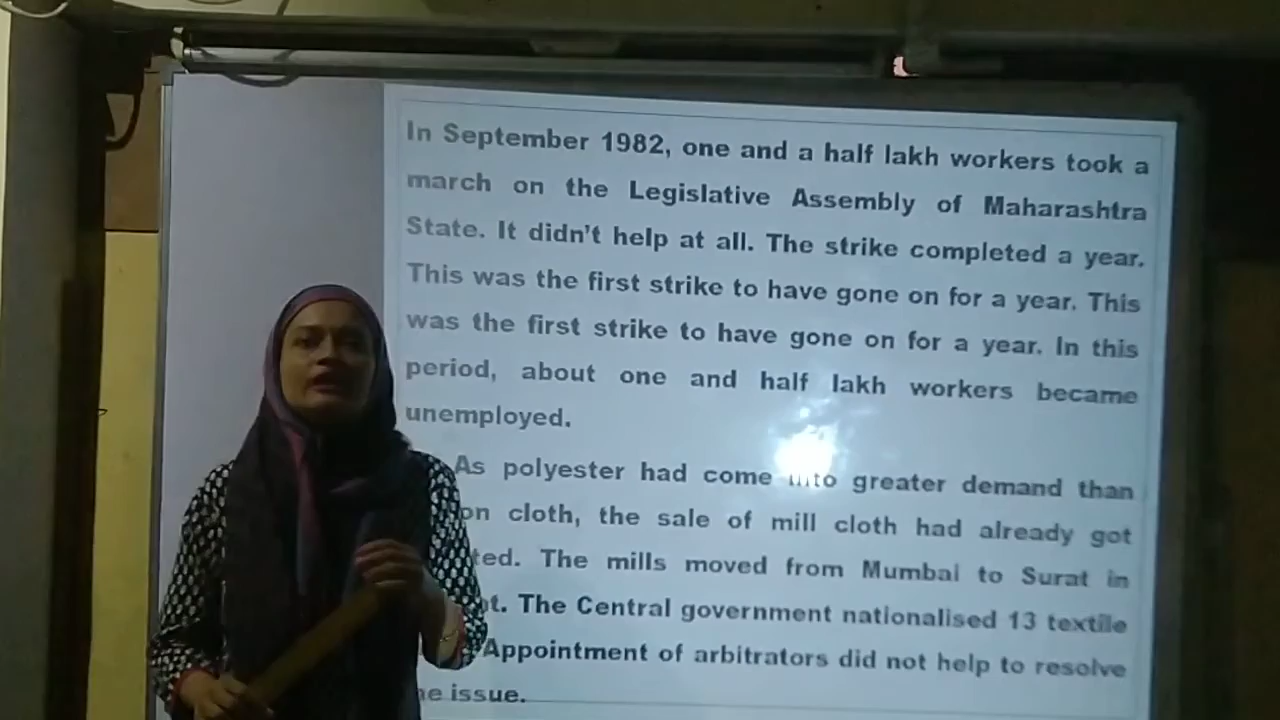 In September 1982, one and a half lakh workers took a
march on the Legislative Assembly of Maharashtra
State. It didn't help at all. The strike completed a year.
This was the first strike to have gone on for a year. This
was the first strike to have gone on for a year. In this
period, about one and half lakh workers became
unemployed.
As polyester had come into greater demand than
cloth, the sale of mill cloth had already got
The mills moved from Mumbai to Surat in
The Central government nationalised 13 textile
Appointment of arbitrators did not help to resolve
issue.